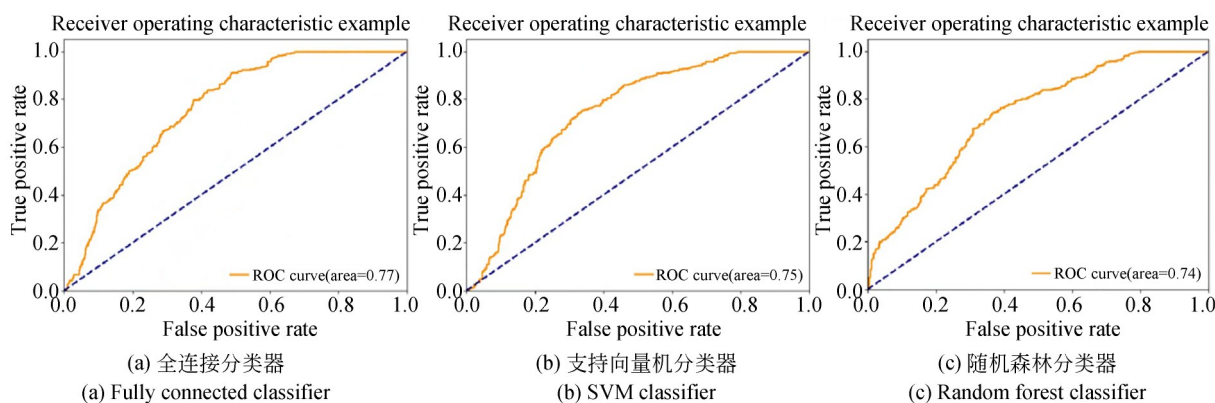 Receiver operating characteristic example
1.0
0.8
0.6
0.4
0.2
0.0
True positive rate
ROC curve(area=0.77)
0.0 0.2 0.4 0.6 0.8 1.0
False positive rate
(a) 全连接分类器
(a) Fully connected classifier
Receiver operating characteristic example
1.0
0.8
0.6
0.4
0.2
0.0
True positive rate
ROC curve(area=0.75)
0.0 0.2 0.4 0.6 0.8 1.0
False positive rate
(b) 支持向量机分类器
(b) SVM classifier
Receiver operating characteristic example
1.0
0.8
0.6
0.4
0.2
0.0
True positive rate
ROC curve(area=0.74)
0.0 0.2 0.4 0.6 0.8 1.0
False positive rate
(c) 随机森林分类器
(c) Random forest classifier